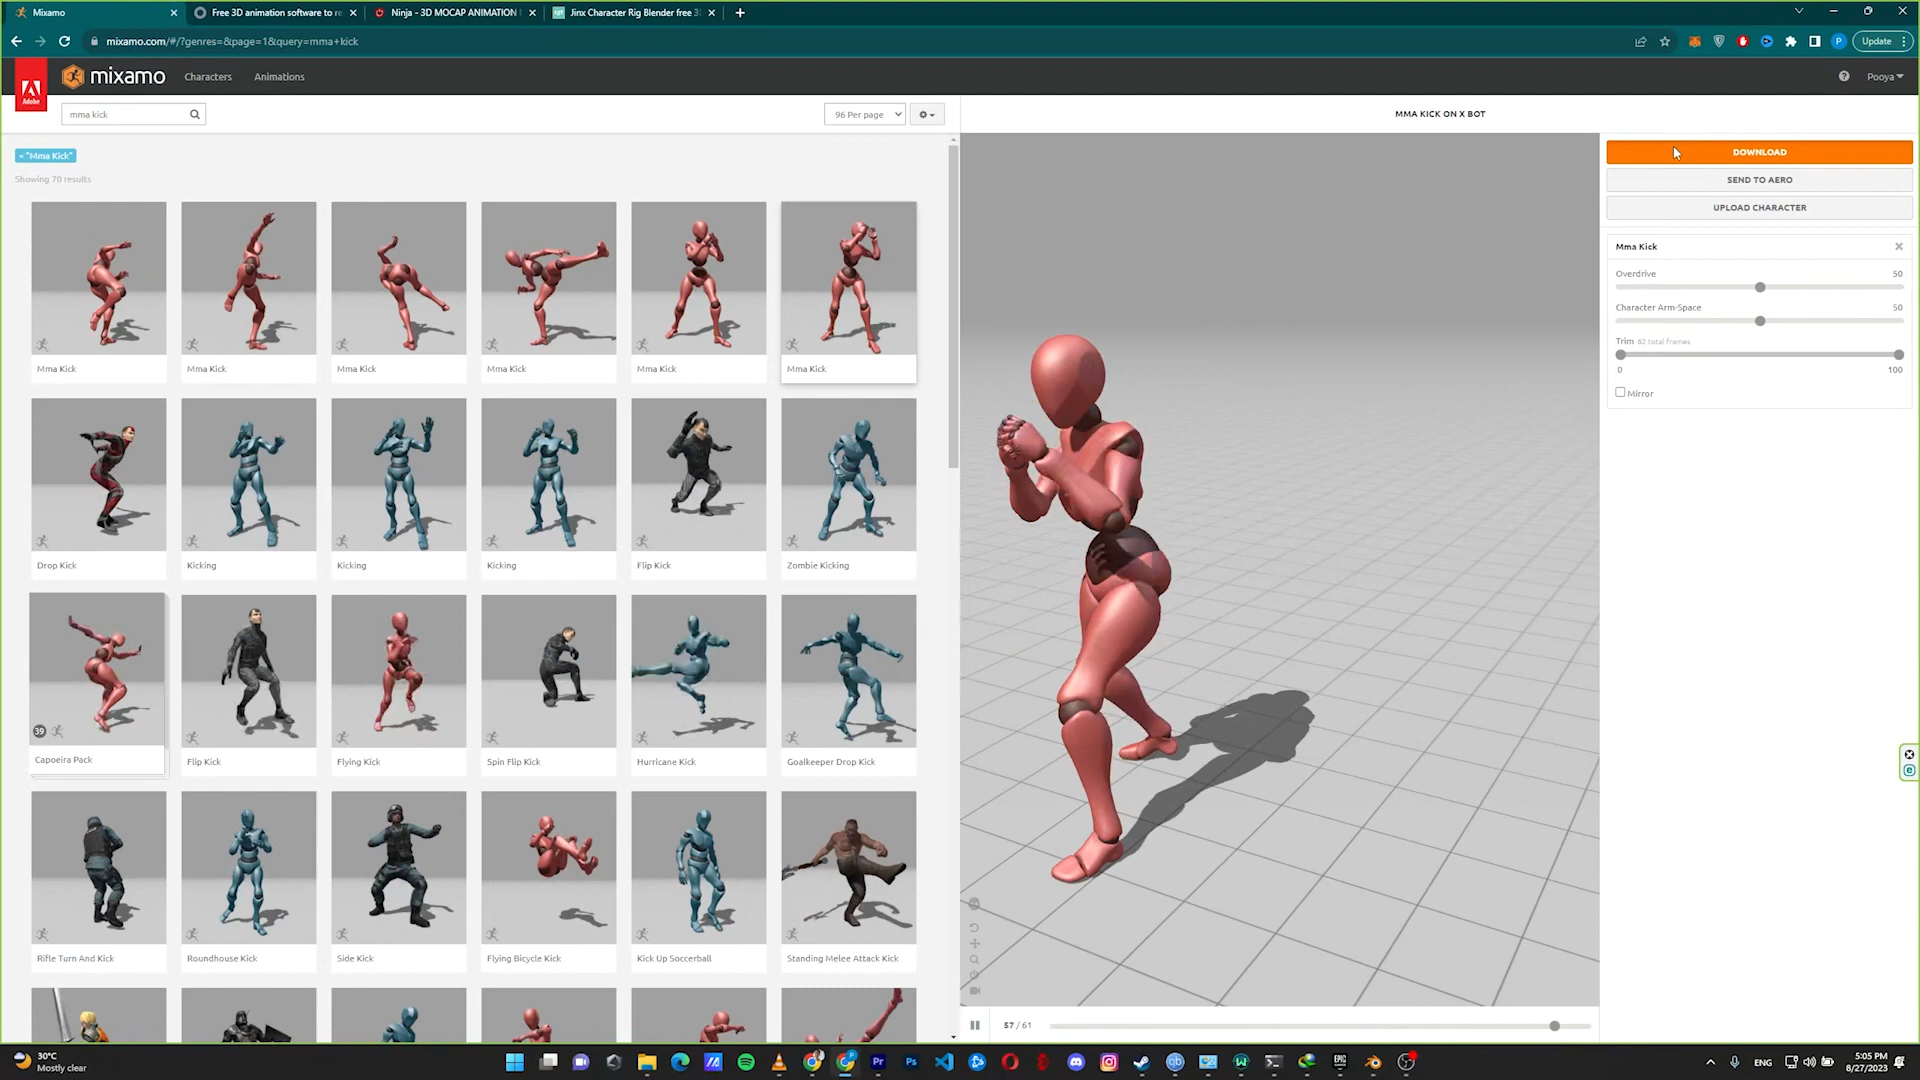 Mixamo
Free 3D animation software to re
Ninja - 3D MOCAP ANIMATION
Jinx Character Rig Blender free 3
mixamo.com/#/?genres=&page=1&query=mma+kick
P
Update
Adobe
mixamo
Characters
Animations
Pooya
mma kick
96 Per page
MMA KICK ON X BOT
= "Mma Kick"
Showing 70 results
DOWNLOAD
SEND TO AERO
UPLOAD CHARACTER
Mma Kick
Overdrive 50
Character Arm-Space 50
Trim 62 total frames
0 100
Mirror
Mma Kick
Mma Kick
Mma Kick
Mma Kick
Mma Kick
Mma Kick
Drop Kick
Kicking
Kicking
Kicking
Flip Kick
Zombie Kicking
39
Capoeira Pack
Flip Kick
Flying Kick
Spin Flip Kick
Hurricane Kick
Goalkeeper Drop Kick
Rifle Turn And Kick
Roundhouse Kick
Side Kick
Flying Bicycle Kick
Kick Up Soccerball
Standing Melee Attack Kick
57 / 61
30°C
Mostly clear
Pr
Ps
ENG
5:05 PM
8/27/2023